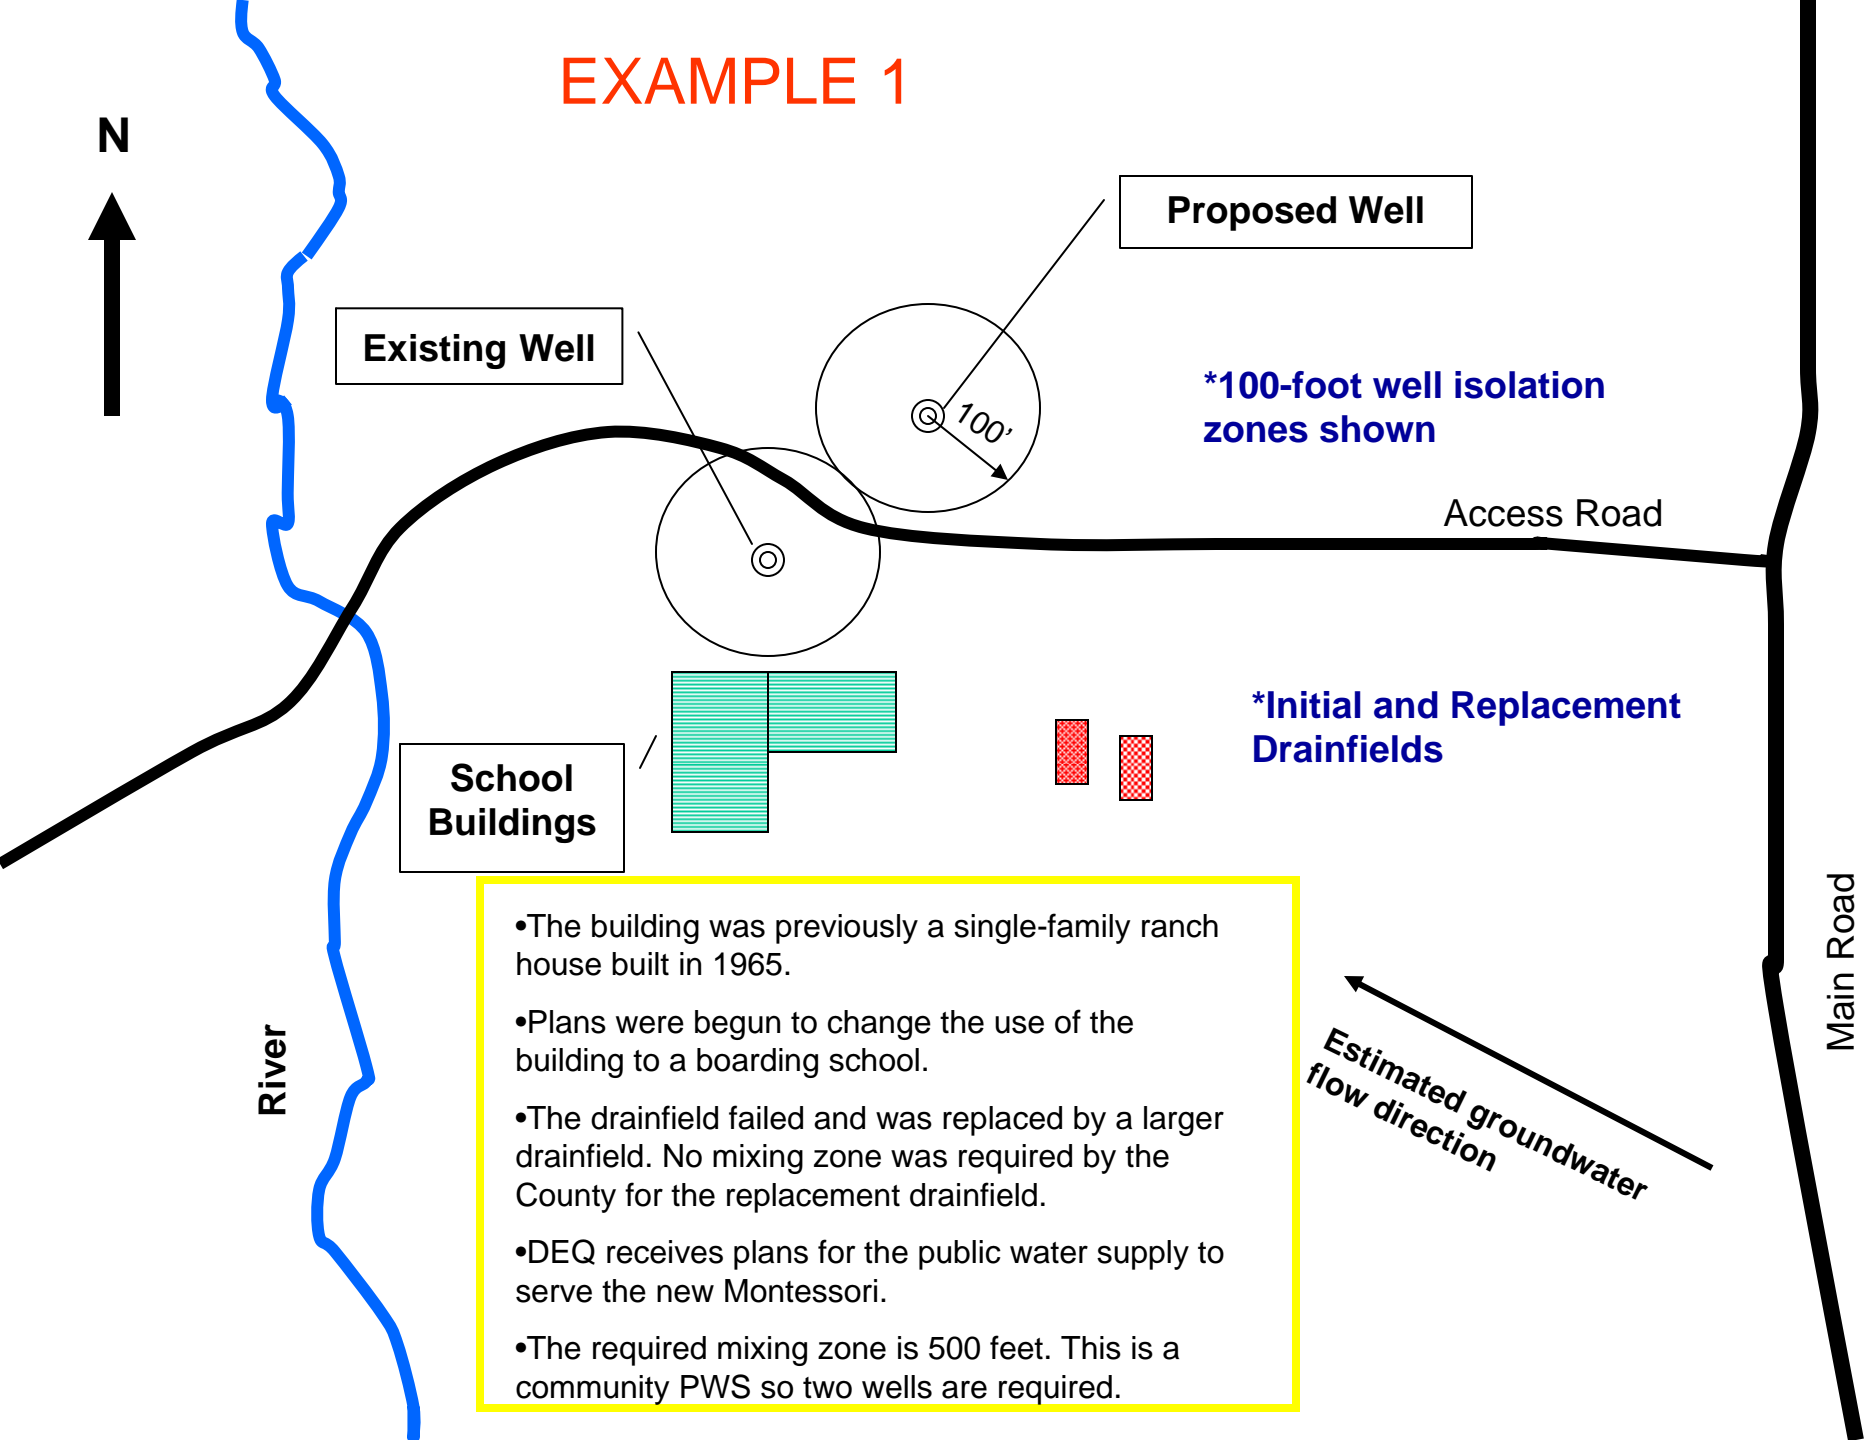 EXAMPLE 1
N
Proposed Well
Existing Well
*100-foot well isolation
zones shown
100’
Access Road
*Initial and Replacement
Drainfields
School
Buildings
•The building was previously a single-family ranch
house built in 1965.
•Plans were begun to change the use of the
building to a boarding school.
•The drainfield failed and was replaced by a larger
drainfield. No mixing zone was required by the
County for the replacement drainfield.
•DEQ receives plans for the public water supply to
serve the new Montessori.
•The required mixing zone is 500 feet. This is a
community PWS so two wells are required.
River
Estimated groundwater
flow direction
Main Road